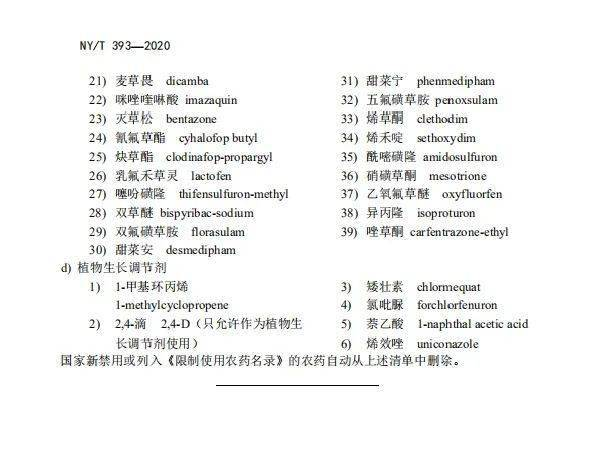 NY/T 393—2020
21) 麦草畏 dicamba
22) 咪唑喹啉酸 imazaquin
23) 灭草松 bentazone
24) 氰氟草酯 cyhalofop butyl
25) 炔草酯 clodinafop-propargyl
26) 乳氟禾草灵 lactofen
27) 噻吩磺隆 thifensulfuron-methyl
28) 双草醚 bispyribac-sodium
29) 双氟磺草胺 florasulam
30) 甜菜安 desmedipham
31) 甜菜宁 phenmedipham
32) 五氟磺草胺 penoxsulam
33) 烯草酮 clethodim
34) 烯禾啶 sethoxydim
35) 酰嘧磺隆 amidosulfuron
36) 硝磺草酮 mesotrione
37) 乙氧氟草醚 oxyfluorfen
38) 异丙隆 isoproturon
39) 唑草酮 carfentrazone-ethyl
d) 植物生长调节剂
1) 1-甲基环丙烯
1-methylcyclopropene
2) 2,4-滴 2,4-D（只允许作为植物生
长调节剂使用）
3) 矮壮素 chlormequat
4) 氯吡脲 forchlorfenuron
5) 萘乙酸 1-naphthal acetic acid
6) 烯效唑 uniconazole
国家新禁用或列入《限制使用农药名录》的农药自动从上述清单中删除。